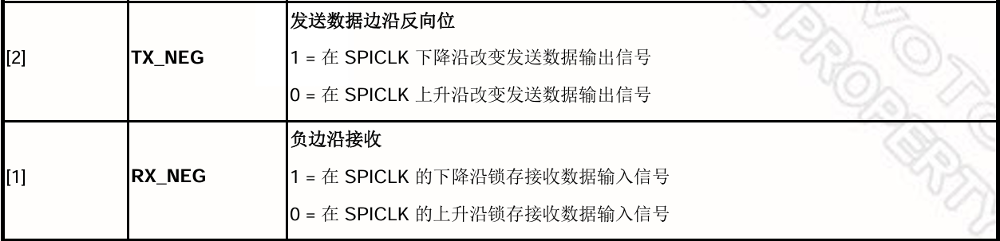 发送数据边沿反向位
[2] TX_NEG 1 = 在 SPICLK 下降沿改变发送数据输出信号
0 = 在 SPICLK 上升沿改变发送数据输出信号
负边沿接收
[1] RX_NEG 1 = 在 SPICLK 的下降沿锁存接收数据输入信号
0 = 在 SPICLK 的上升沿锁存接收数据输入信号
PROPERTY